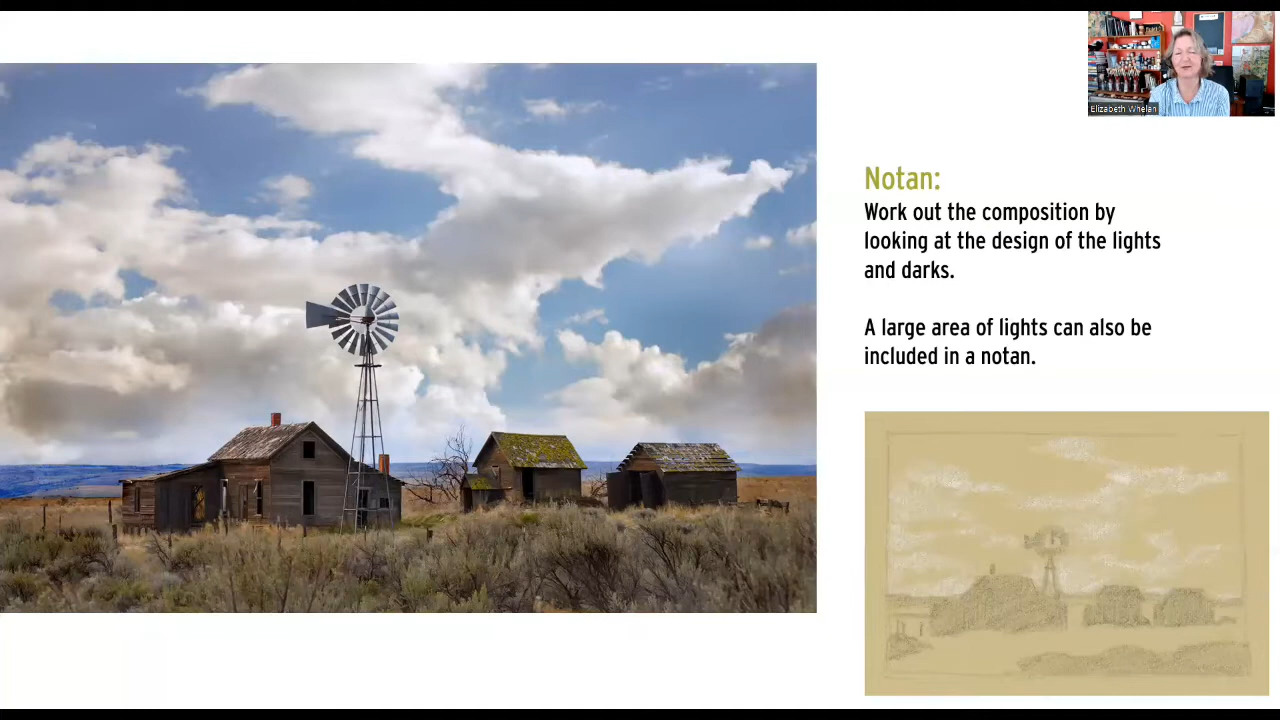 Elizabeth Whelan
Notan:
Work out the composition by
looking at the design of the lights
and darks.
A large area of lights can also be
included in a notan.